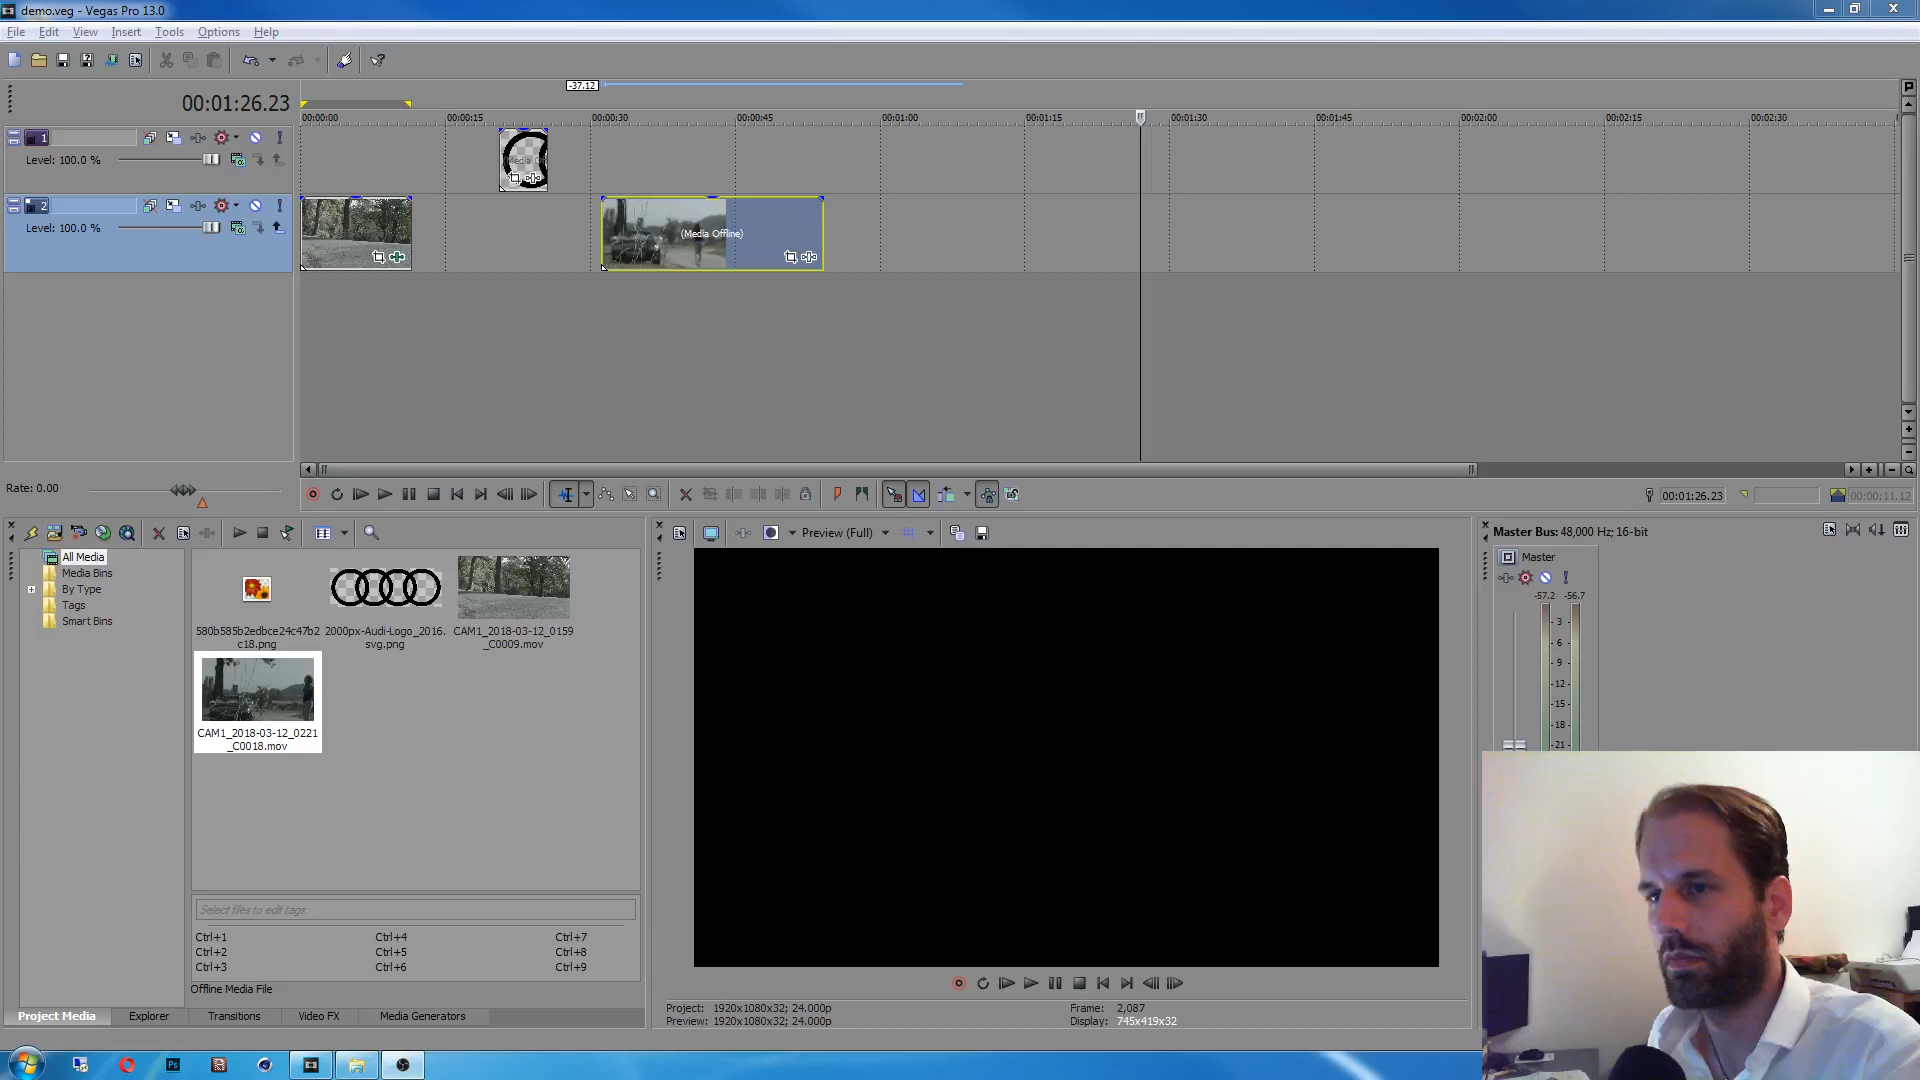 demo.veg - Vegas Pro 13.0
File Edit View Insert Tools Options Help
-37.12
00:01:26.23
00:00:00 00:00:15 00:00:30 00:00:45 00:01:00 00:01:15 00:01:30 00:01:45 00:02:00 00:02:15 00:02:30
1
Level: 100.0 %
2
Level: 100.0 %
(Media Offline)
Rate: 0.00
00:01:26.23
00:00:11.12
All Media
Media Bins
By Type
Tags
Smart Bins
580b585b2edbce24c47b2
c18.png
2000px-Audi-Logo_2016.
svg.png
CAM1_2018-03-12_0159
_C0009.mov
CAM1_2018-03-12_0221
_C0018.mov
Select files to edit tags
Ctrl+1 Ctrl+4 Ctrl+7
Ctrl+2 Ctrl+5 Ctrl+8
Ctrl+3 Ctrl+6 Ctrl+9
Offline Media File
Project Media Explorer Transitions Video FX Media Generators
Preview (Full)
Project: 1920x1080x32; 24.000p
Preview: 1920x1080x32; 24.000p
Frame: 2,087
Display: 745x419x32
Master Bus: 48,000 Hz; 16-bit
Master
-57.2 -56.7
- 3 -
- 6 -
- 9 -
- 12 -
- 15 -
- 18 -
- 21 -
Ps